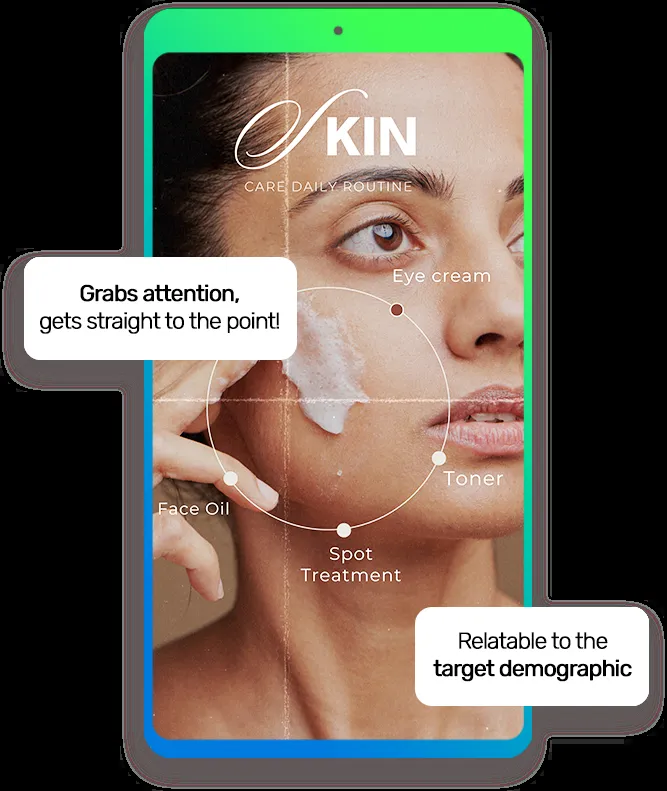 SKIN
CARE DAILY ROUTINE
Eye cream
Grabs attention,
gets straight to the point!
Toner
Face Oil
Spot
Treatment
Relatable to the
target demographic